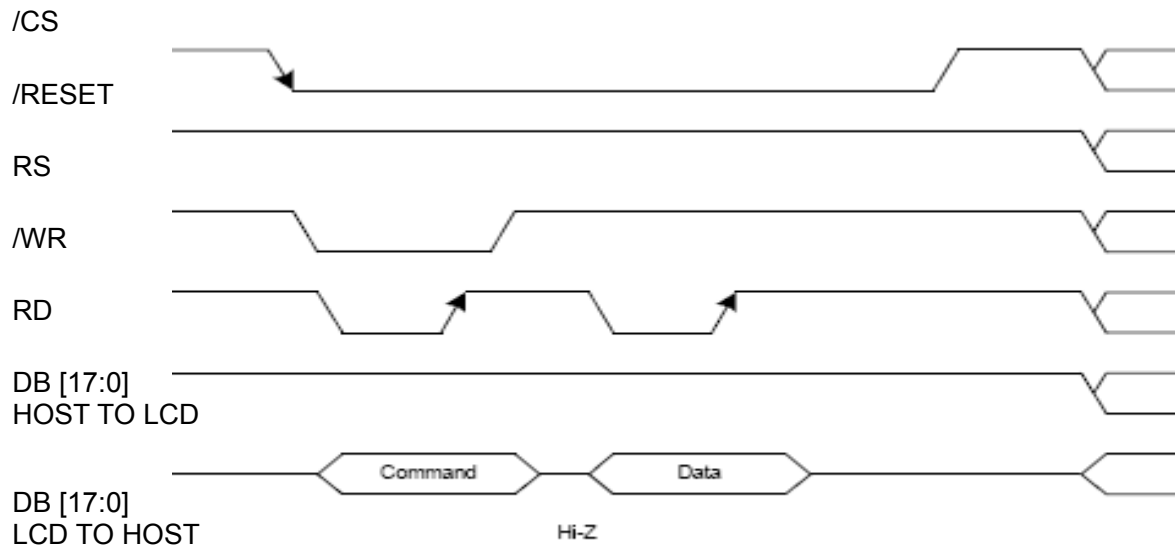 /CS
/RESET
RS
/WR
RD
DB [17:0]
HOST TO LCD
Command Data
DB [17:0]
LCD TO HOST Hi-Z